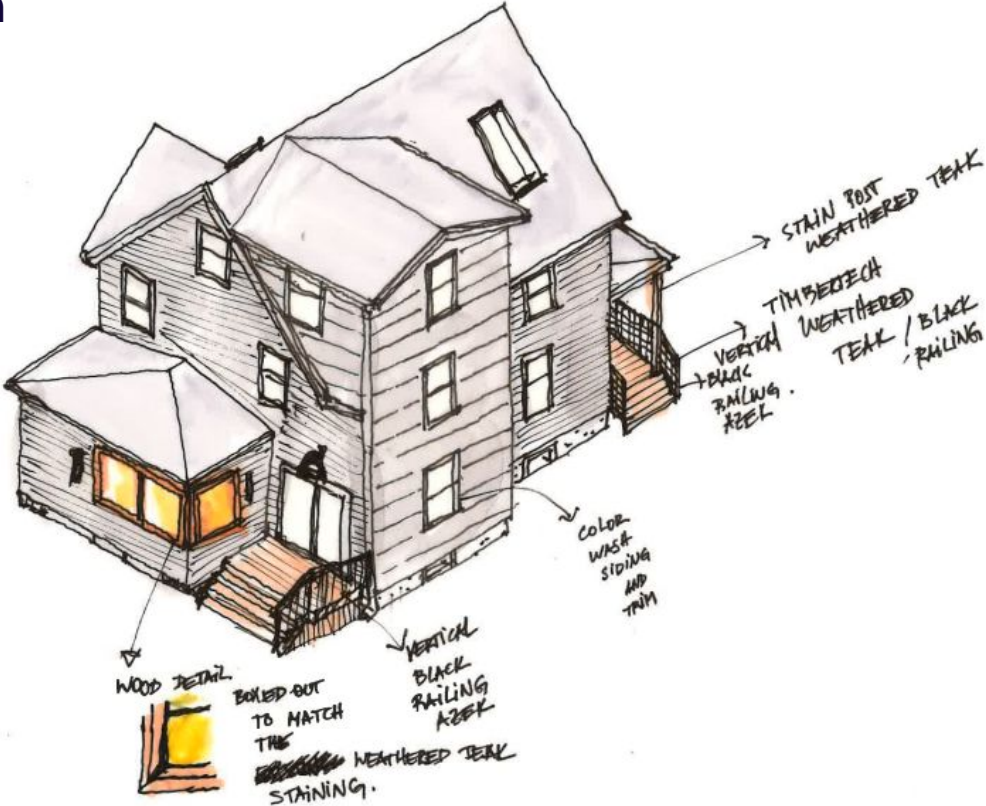 n
STAIN POST
WEATHERED TEAK
TIMBERTECH
WEATHERED
TEAK / BLACK
RAILING
VERTICAL
BLACK
RAILING.
AZEK
COLOR
WASH
SIDING
AND
TRIM
VERTICAL
BLACK
RAILING
AZEK
WOOD DETAIL
BOXED OUT
TO MATCH
THE
WEATHERED TEAK
STAINING.